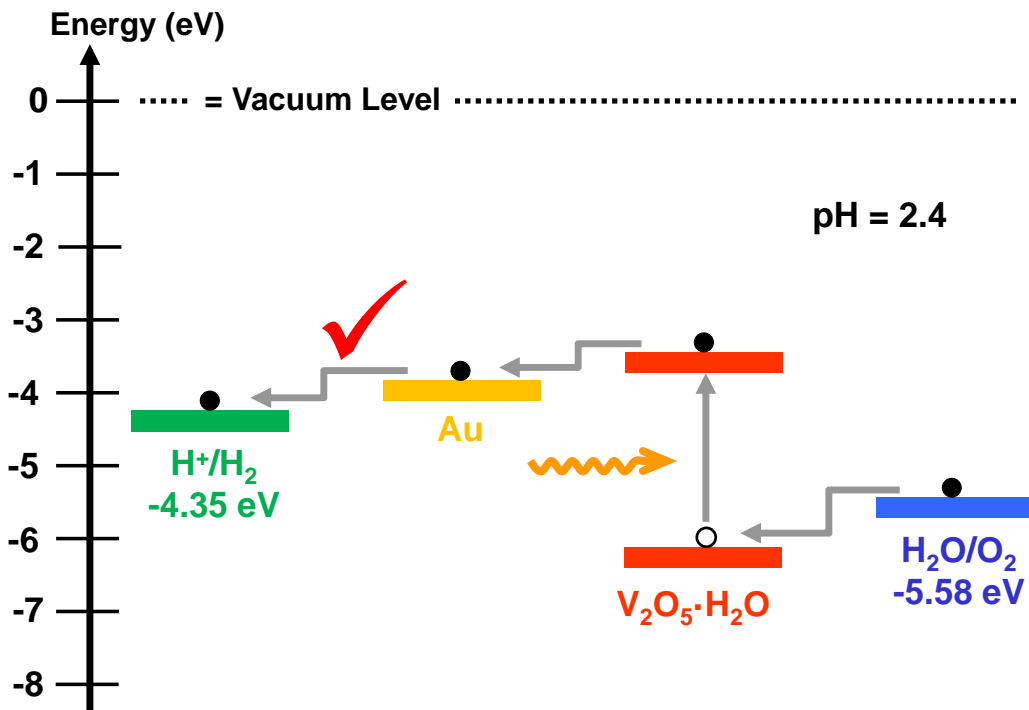 Energy (eV)
0
= Vacuum Level
-1
pH = 2.4
-2
-3
-4
Au
H⁺/H₂
-4.35 eV
-5
-6
H₂O/O₂
-5.58 eV
V₂O₅·H₂O
-7
-8